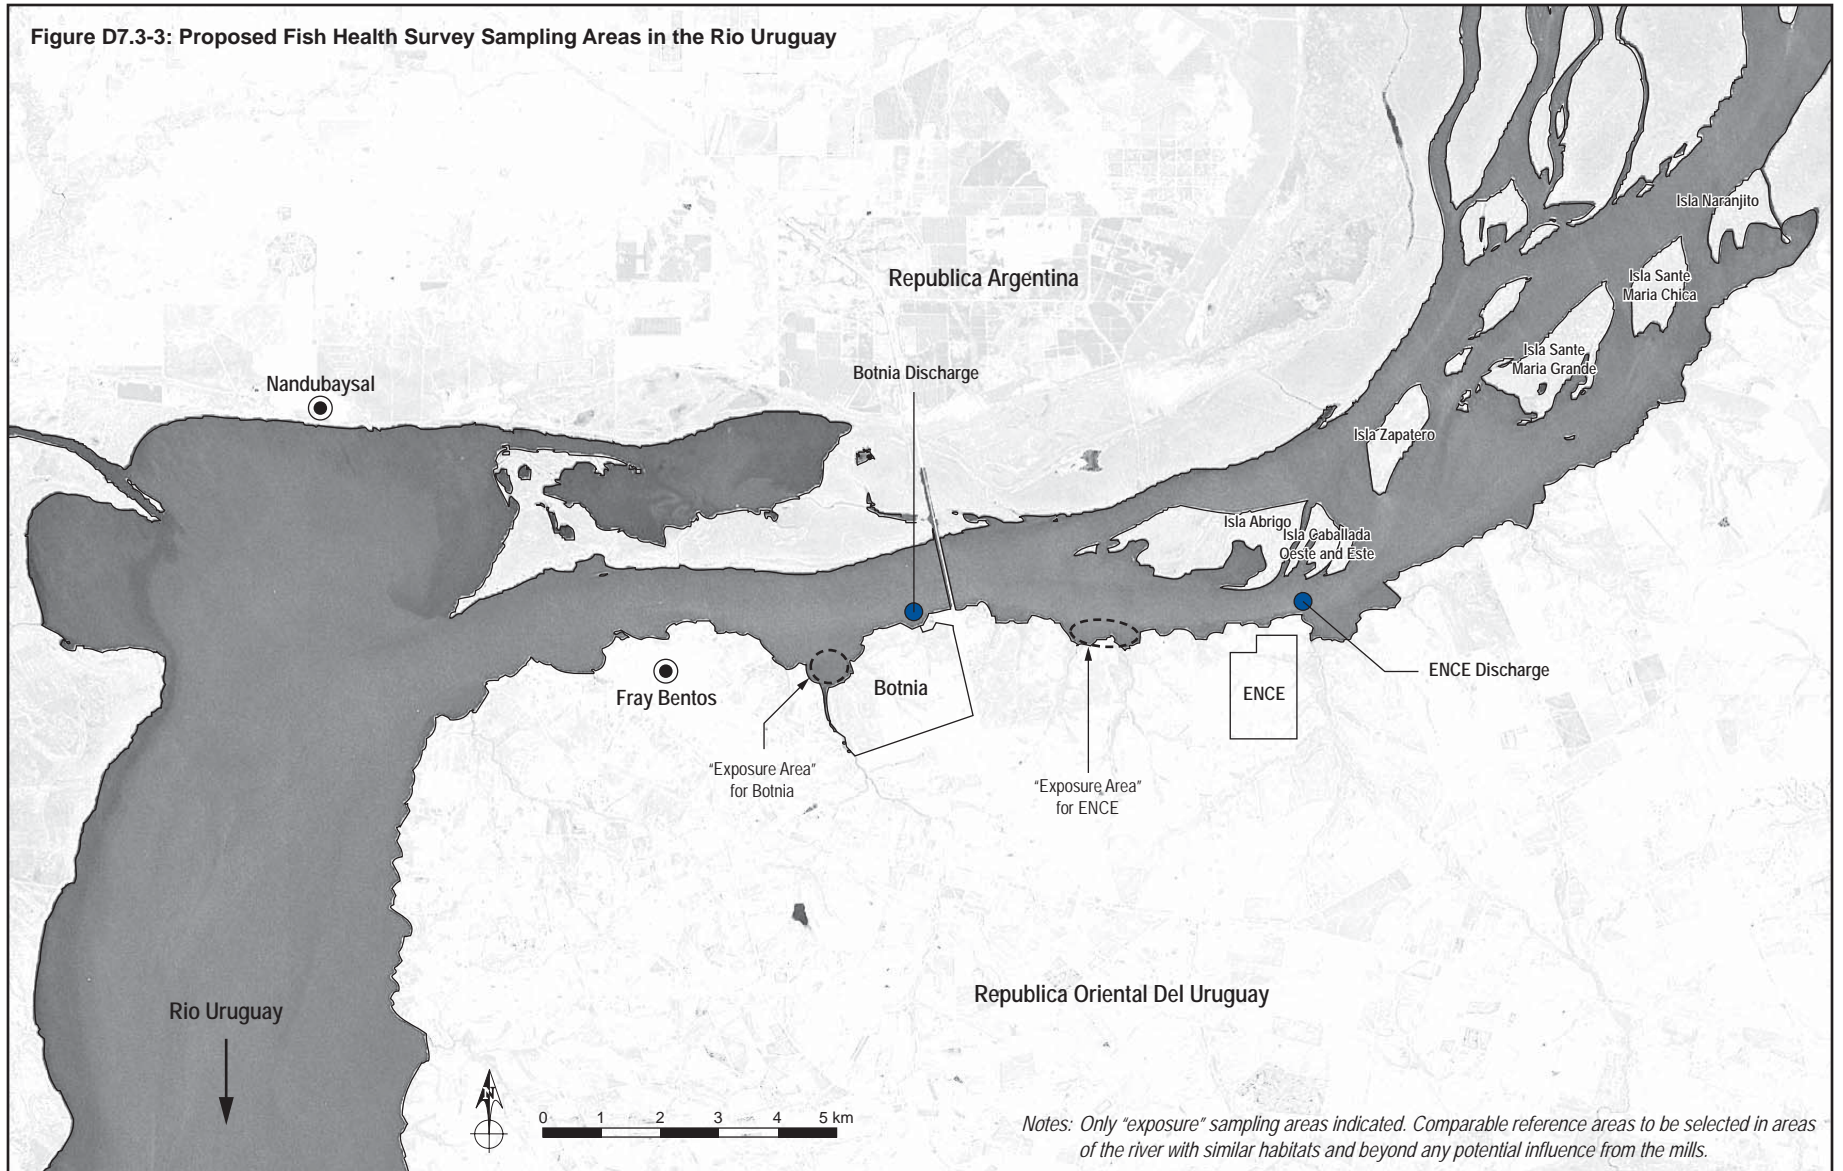 Figure D7.3-3: Proposed Fish Health Survey Sampling Areas in the Rio Uruguay
Isla Naranjito
Republica Argentina
Isla Sante
Maria Chica
Isla Sante
Maria Grande
Botnia Discharge
Nandubaysal
Isla Zapatero
Isla Abrigo
Isla Caballada
Oeste and Este
ENCE Discharge
Botnia
ENCE
Fray Bentos
"Exposure Area"
for Botnia
"Exposure Area"
for ENCE
Republica Oriental Del Uruguay
Rio Uruguay
N
0 1 2 3 4 5 km
Notes: Only "exposure" sampling areas indicated. Comparable reference areas to be selected in areas
of the river with similar habitats and beyond any potential influence from the mills.